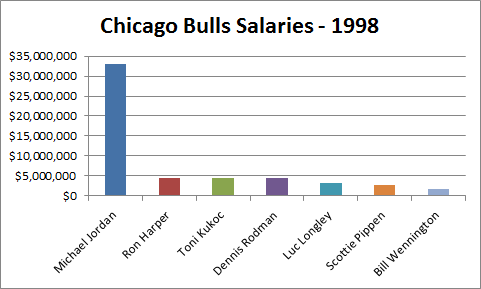 Chicago Bulls Salaries - 1998
$35,000,000
$30,000,000
$25,000,000
$20,000,000
$15,000,000
$10,000,000
$5,000,000
$0
Michael Jordan
Ron Harper
Toni Kukoc
Dennis Rodman
Luc Longley
Scottie Pippen
Bill Wennington